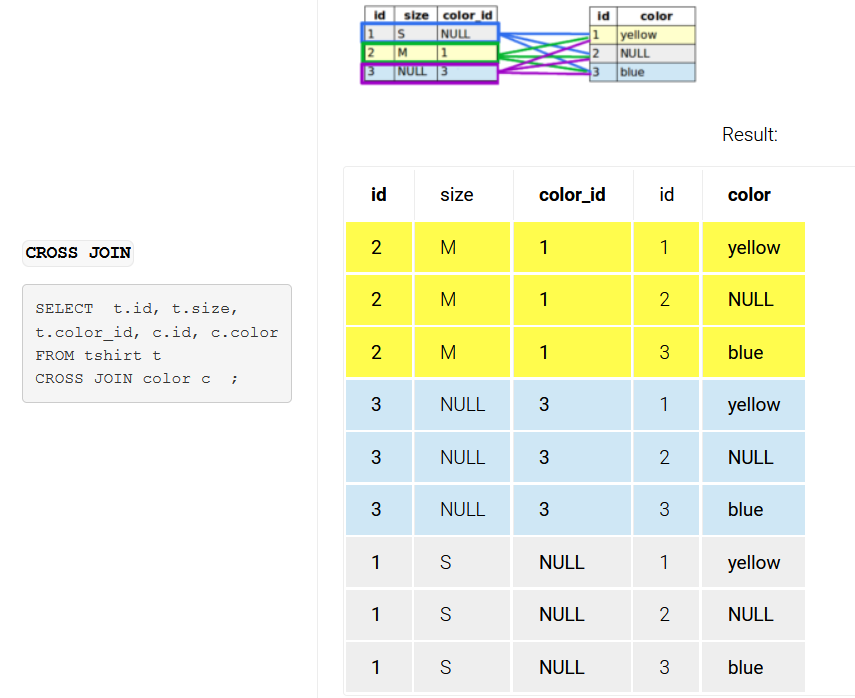 id size color_id
1 S NULL
2 M 1
3 NULL 3
id color
1 yellow
2 NULL
3 blue
Result:
CROSS JOIN
SELECT  t.id, t.size,
t.color_id, c.id, c.color
FROM tshirt t
CROSS JOIN color c  ;
id size color_id id color
2 M 1 1 yellow
2 M 1 2 NULL
2 M 1 3 blue
3 NULL 3 1 yellow
3 NULL 3 2 NULL
3 NULL 3 3 blue
1 S NULL 1 yellow
1 S NULL 2 NULL
1 S NULL 3 blue